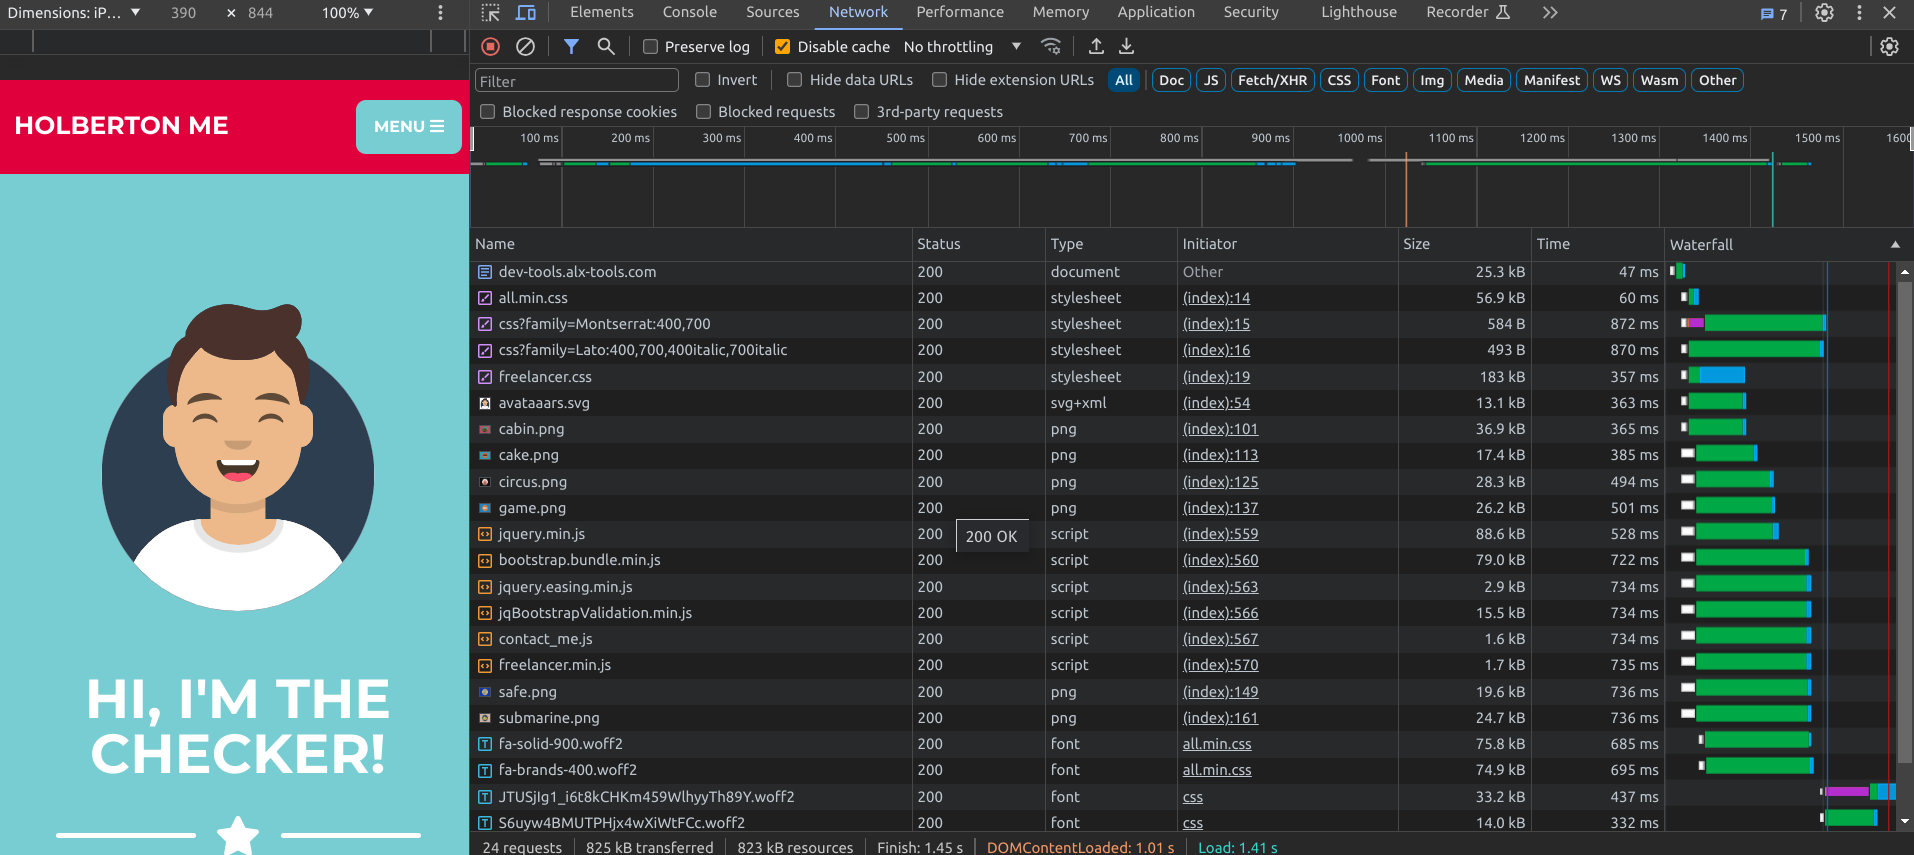 Dimensions: iP... ▼ 390 × 844 100% ▼
Elements Console Sources Network Performance Memory Application Security Lighthouse Recorder 7
Preserve log Disable cache No throttling ▼
Filter Invert Hide data URLs Hide extension URLs All Doc JS Fetch/XHR CSS Font Img Media Manifest WS Wasm Other
Blocked response cookies Blocked requests 3rd-party requests
100 ms 200 ms 300 ms 400 ms 500 ms 600 ms 700 ms 800 ms 900 ms 1000 ms 1100 ms 1200 ms 1300 ms 1400 ms 1500 ms 1600
HOLBERTON ME
MENU
HI, I'M THE
CHECKER!
Name Status Type Initiator Size Time Waterfall
dev-tools.alx-tools.com 200 document Other 25.3 kB 47 ms
all.min.css 200 stylesheet (index):14 56.9 kB 60 ms
css?family=Montserrat:400,700 200 stylesheet (index):15 584 B 872 ms
css?family=Lato:400,700,400italic,700italic 200 stylesheet (index):16 493 B 870 ms
freelancer.css 200 stylesheet (index):19 183 kB 357 ms
avataaars.svg 200 svg+xml (index):54 13.1 kB 363 ms
cabin.png 200 png (index):101 36.9 kB 365 ms
cake.png 200 png (index):113 17.4 kB 385 ms
circus.png 200 png (index):125 28.3 kB 494 ms
game.png 200 png (index):137 26.2 kB 501 ms
jquery.min.js 200 script (index):559 88.6 kB 528 ms
200 OK
bootstrap.bundle.min.js 200 script (index):560 79.0 kB 722 ms
jquery.easing.min.js 200 script (index):563 2.9 kB 734 ms
jqBootstrapValidation.min.js 200 script (index):566 15.5 kB 734 ms
contact_me.js 200 script (index):567 1.6 kB 734 ms
freelancer.min.js 200 script (index):570 1.7 kB 735 ms
safe.png 200 png (index):149 19.6 kB 736 ms
submarine.png 200 png (index):161 24.7 kB 736 ms
fa-solid-900.woff2 200 font all.min.css 75.8 kB 685 ms
fa-brands-400.woff2 200 font all.min.css 74.9 kB 695 ms
JTUSjIg1_i6t8kCHKm459WlhyyTh89Y.woff2 200 font css 33.2 kB 437 ms
S6uyw4BMUTPHjx4wXiWtFCc.woff2 200 font css 14.0 kB 332 ms
24 requests 825 kB transferred 823 kB resources Finish: 1.45 s DOMContentLoaded: 1.01 s Load: 1.41 s